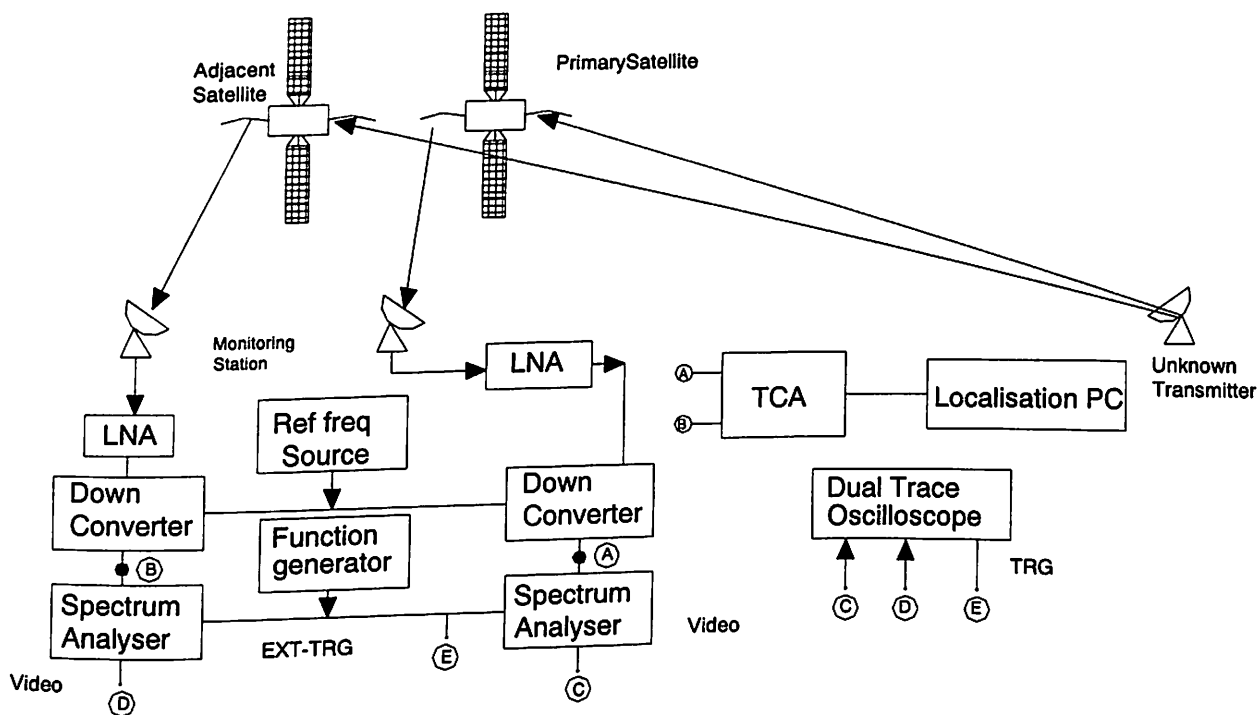 Adjacent
Satellite
PrimarySatellite
Monitoring
Station
LNA
Unknown
Transmitter
A
B
TCA
Localisation PC
LNA
Ref freq
Source
Down
Converter
Down
Converter
Dual Trace
Oscilloscope
Function
generator
B
A
TRG
C
D
E
Spectrum
Analyser
Spectrum
Analyser
Video
EXT-TRG
E
Video
D
C